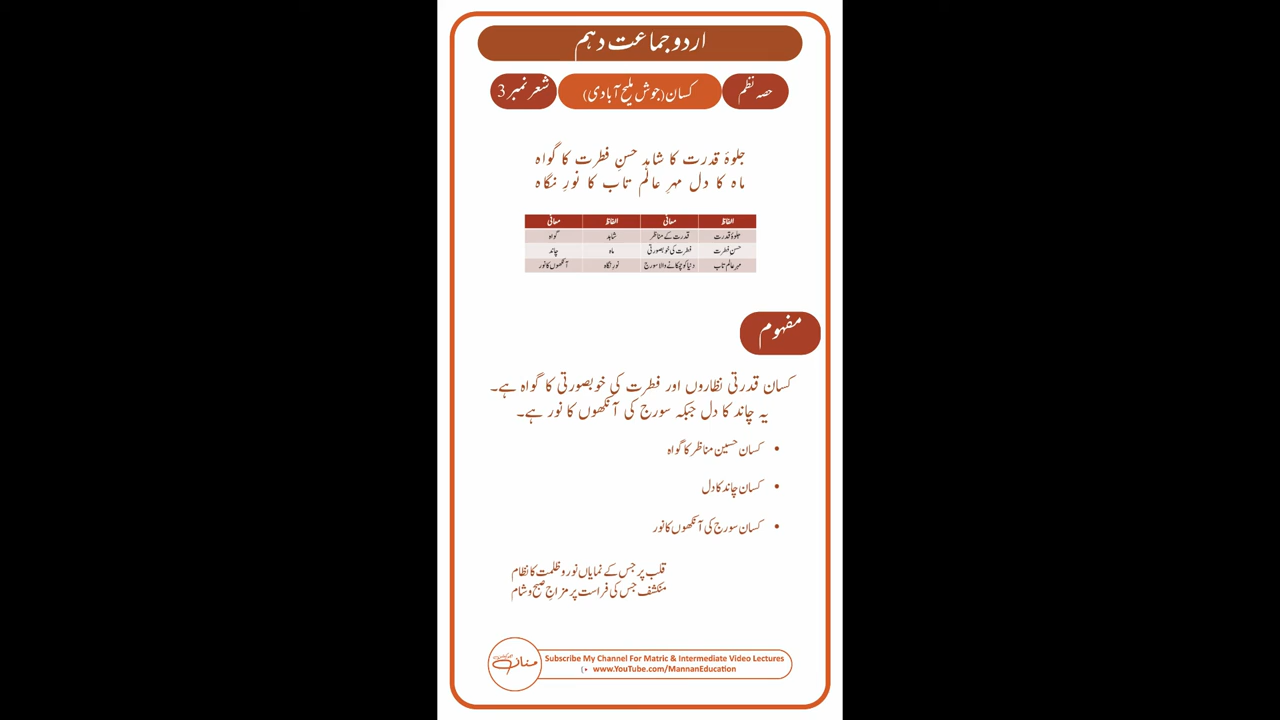 اردو جماعت دہم
حصہ نظم کسان (جوش ملیح آبادی) شعر نمبر 3
جلوۂ قدرت کا شاہد حسنِ فطرت کا گواہ
ماہ کا دل مہرِ عالم تاب کا نورِ نگاہ
الفاظ معانی الفاظ معانی
جلوۂ قدرت قدرت کے مناظر شاہد گواہ
حسن فطرت فطرت کی خوبصورتی ماہ چاند
مہرِ عالم تاب دنیا کو چمکانے والا سورج نورِ نگاہ آنکھوں کا نور
مفہوم
کسان قدرتی نظاروں اور فطرت کی خوبصورتی کا گواہ ہے۔
یہ چاند کا دل جبکہ سورج کی آنکھوں کا نور ہے۔
• کسان حسین مناظر کا گواہ
• کسان چاند کا دل
• کسان سورج کی آنکھوں کا نور
قلب پر جس کے نمایاں نور و ظلمت کا نظام
منکشف جس کی فراست پر مزاجِ صبح و شام
منان
Subscribe My Channel For Matric & Intermediate Video Lectures
www.YouTube.com/MannanEducation